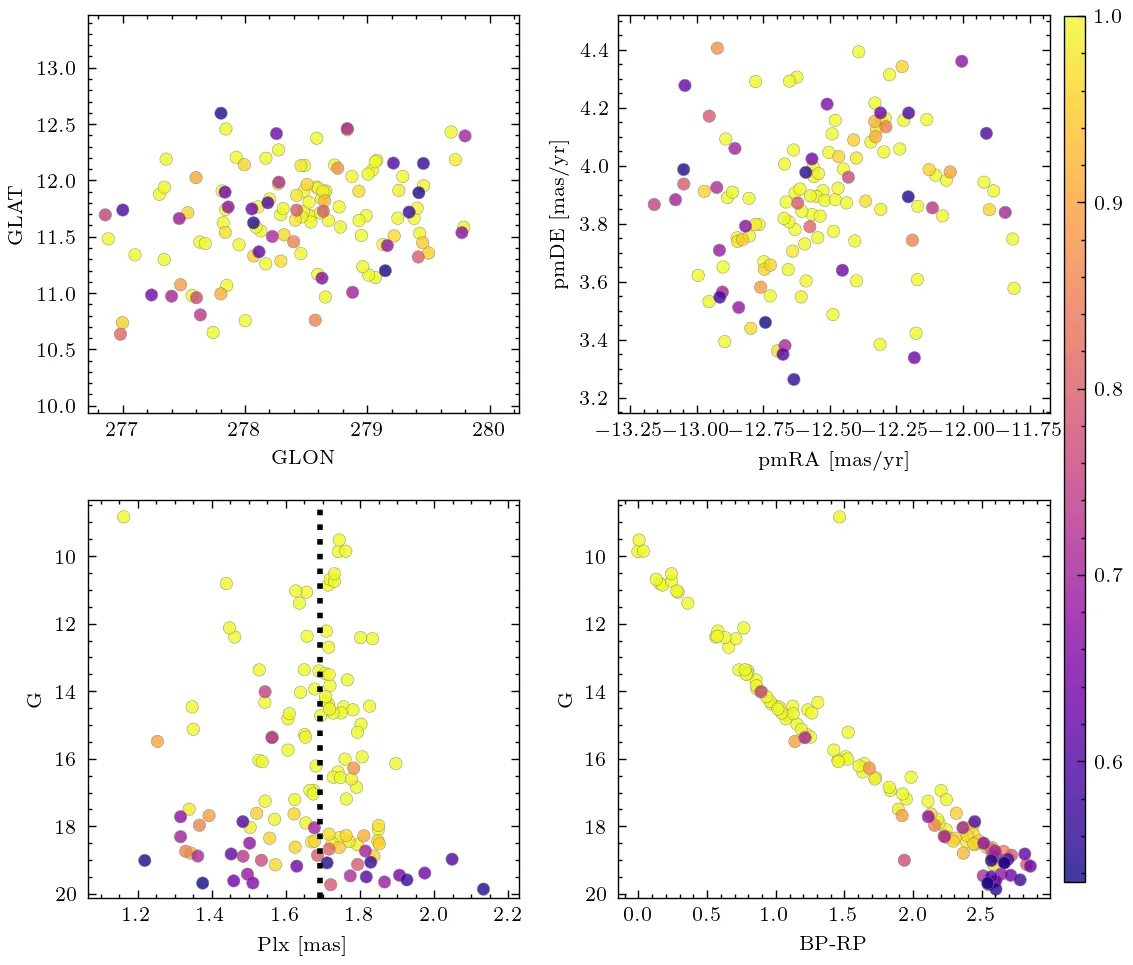 13.0
12.5
12.0
11.5
11.0
10.5
10.0
GLAT
277 278 279 280
GLON
4.4
4.2
4.0
3.8
3.6
3.4
3.2
pmDE [mas/yr]
−13.25 −13.00 −12.75 −12.50 −12.25 −12.00 −11.75
pmRA [mas/yr]
1.0
0.9
0.8
0.7
0.6
10
12
14
16
18
20
G
1.2 1.4 1.6 1.8 2.0 2.2
Plx [mas]
10
12
14
16
18
20
G
0.0 0.5 1.0 1.5 2.0 2.5
BP-RP